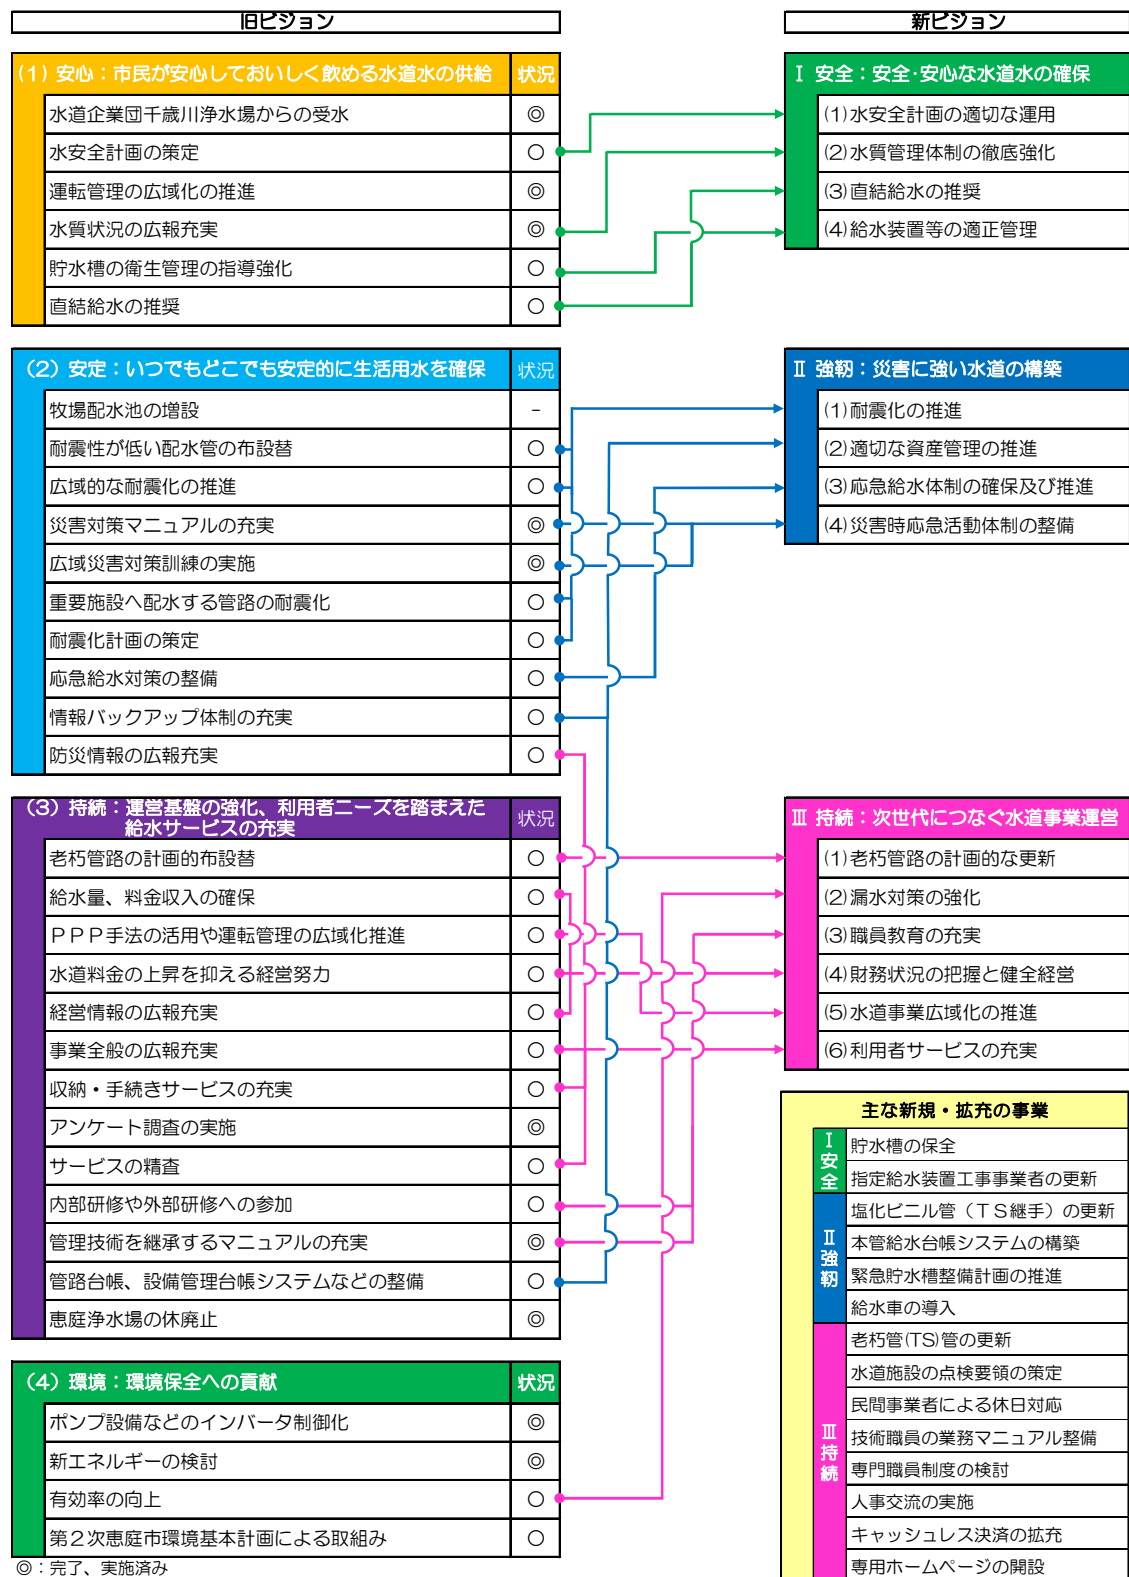 旧ビジョン
(1) 安心：市民が安心しておいしく飲める水道水の供給 状況
水道企業団千歳川浄水場からの受水 ◎
水安全計画の策定 ○
運転管理の広域化の推進 ◎
水質状況の広報充実 ◎
貯水槽の衛生管理の指導強化 ○
直結給水の推奨 ○
(2) 安定：いつでもどこでも安定的に生活用水を確保 状況
牧場配水池の増設 -
耐震性が低い配水管の布設替 ○
広域的な耐震化の推進 ○
災害対策マニュアルの充実 ◎
広域災害対策訓練の実施 ◎
重要施設へ配水する管路の耐震化 ○
耐震化計画の策定 ○
応急給水対策の整備 ○
情報バックアップ体制の充実 ○
防災情報の広報充実 ○
(3) 持続：運営基盤の強化、利用者ニーズを踏まえた
給水サービスの充実 状況
老朽管路の計画的布設替 ○
給水量、料金収入の確保 ○
ＰＰＰ手法の活用や運転管理の広域化推進 ○
水道料金の上昇を抑える経営努力 ○
経営情報の広報充実 ○
事業全般の広報充実 ○
収納・手続きサービスの充実 ○
アンケート調査の実施 ◎
サービスの精査 ○
内部研修や外部研修への参加 ○
管理技術を継承するマニュアルの充実 ◎
管路台帳、設備管理台帳システムなどの整備 ○
恵庭浄水場の休廃止 ◎
(4) 環境：環境保全への貢献 状況
ポンプ設備などのインバータ制御化 ◎
新エネルギーの検討 ◎
有効率の向上 ○
第２次恵庭市環境基本計画による取組み ○
◎：完了、実施済み
新ビジョン
Ⅰ 安全：安全・安心な水道水の確保
(1)水安全計画の適切な運用
(2)水質管理体制の徹底強化
(3)直結給水の推奨
(4)給水装置等の適正管理
Ⅱ 強靭：災害に強い水道の構築
(1)耐震化の推進
(2)適切な資産管理の推進
(3)応急給水体制の確保及び推進
(4)災害時応急活動体制の整備
Ⅲ 持続：次世代につなぐ水道事業運営
(1)老朽管路の計画的な更新
(2)漏水対策の強化
(3)職員教育の充実
(4)財務状況の把握と健全経営
(5)水道事業広域化の推進
(6)利用者サービスの充実
主な新規・拡充の事業
Ⅰ安全
貯水槽の保全
指定給水装置工事事業者の更新
Ⅱ強靭
塩化ビニル管（ＴＳ継手）の更新
本管給水台帳システムの構築
緊急貯水槽整備計画の推進
給水車の導入
Ⅲ持続
老朽管(TS)管の更新
水道施設の点検要領の策定
民間事業者による休日対応
技術職員の業務マニュアル整備
専門職員制度の検討
人事交流の実施
キャッシュレス決済の拡充
専用ホームページの開設